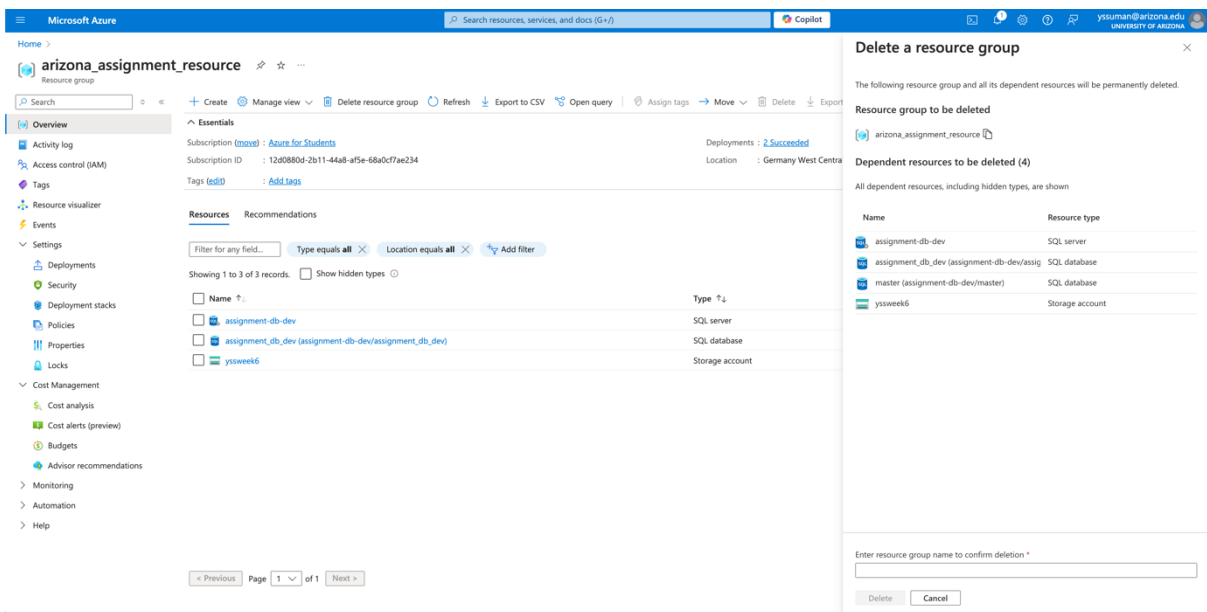 Microsoft Azure
Search resources, services, and docs (G+/)
Copilot
1
yssuman@arizona.edu
UNIVERSITY OF ARIZONA
Home >
arizona_assignment_resource
Resource group
Search
Overview
Activity log
Access control (IAM)
Tags
Resource visualizer
Events
Settings
Deployments
Security
Deployment stacks
Policies
Properties
Locks
Cost Management
Cost analysis
Cost alerts (preview)
Budgets
Advisor recommendations
Monitoring
Automation
Help
Create Manage view Delete resource group Refresh Export to CSV Open query Assign tags Move Delete Export
Essentials
Subscription (move) : Azure for Students
Deployments : 2 Succeeded
Subscription ID : 12d0880d-2b11-44a8-af5e-68a0cf7ae234
Location : Germany West Centra
Tags (edit) : Add tags
Resources Recommendations
Filter for any field... Type equals all Location equals all Add filter
Showing 1 to 3 of 3 records. Show hidden types
Name Type
assignment-db-dev SQL server
assignment_db_dev (assignment-db-dev/assignment_db_dev) SQL database
yssweek6 Storage account
< Previous Page 1 of 1 Next >
Delete a resource group
The following resource group and all its dependent resources will be permanently deleted.
Resource group to be deleted
arizona_assignment_resource
Dependent resources to be deleted (4)
All dependent resources, including hidden types, are shown
Name Resource type
assignment-db-dev SQL server
assignment_db_dev (assignment-db-dev/assig SQL database
master (assignment-db-dev/master) SQL database
yssweek6 Storage account
Enter resource group name to confirm deletion *
Delete Cancel